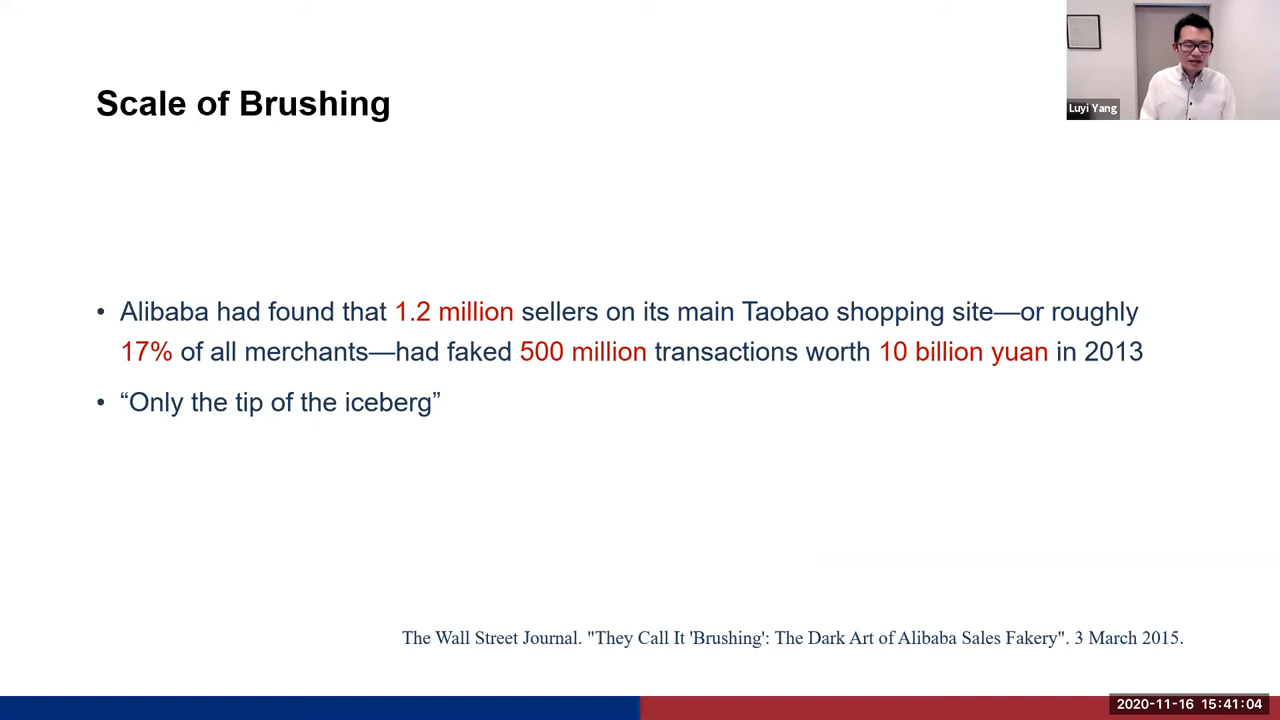 Scale of Brushing
Luyi Yang
• Alibaba had found that 1.2 million sellers on its main Taobao shopping site—or roughly
17% of all merchants—had faked 500 million transactions worth 10 billion yuan in 2013
• “Only the tip of the iceberg”
The Wall Street Journal. "They Call It 'Brushing': The Dark Art of Alibaba Sales Fakery". 3 March 2015.
2020-11-16 15:41:04